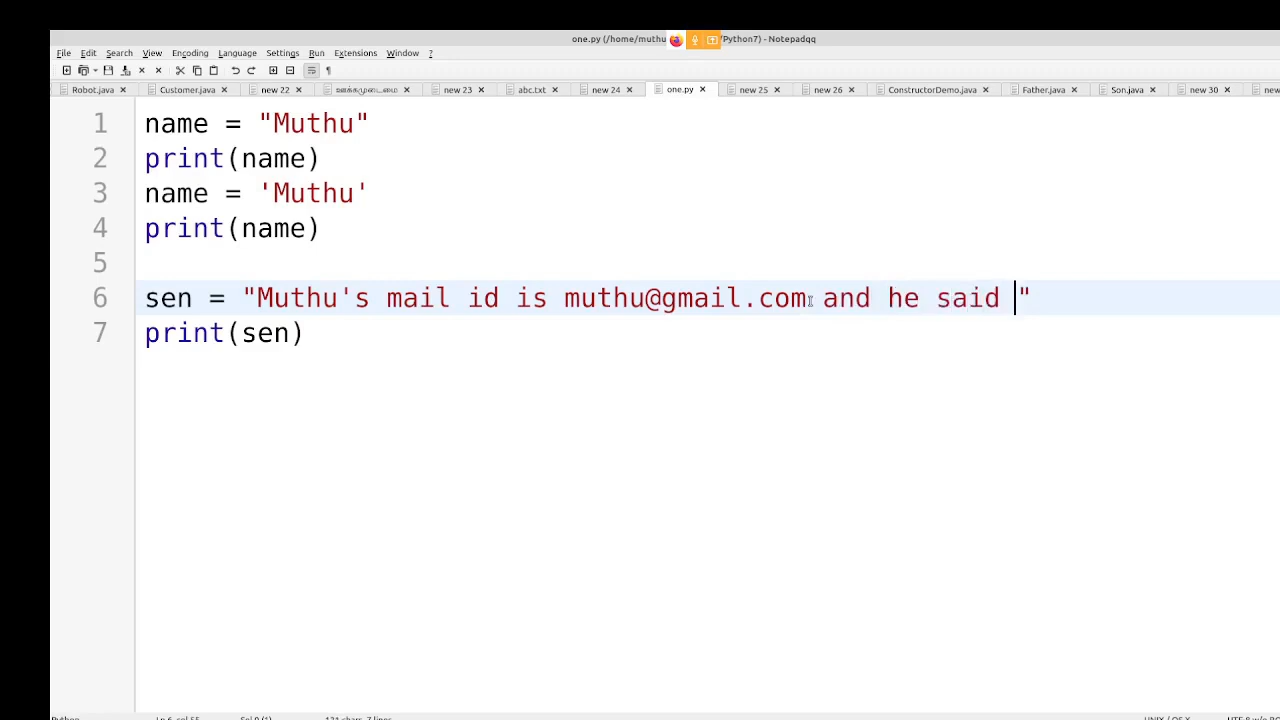 one.py (/home/muthu /Python7) - Notepadqq
File Edit Search View Encoding Language Settings Run Extensions Window ?
Robot.java Customer.java new 22 ஊக்கமுடைமை new 23 abc.txt new 24 one.py new 25 new 26 ConstructorDemo.java Father.java Son.java new 30 new
1 name = "Muthu"
2 print(name)
3 name = 'Muthu'
4 print(name)
5
6 sen = "Muthu's mail id is muthu@gmail.com and he said "
7 print(sen)